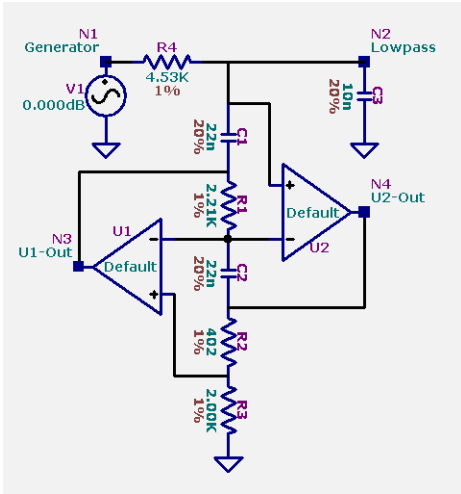 N1
Generator
R4
4.53K
1%
N2
Lowpass
V1
0.000dB
C3
10n
20%
C1
22n
20%
R1
2.21K
1%
N4
U2-Out
+
Default
-
U2
N3
U1-Out
U1
-
Default
+
C2
22n
20%
R2
402
1%
R3
2.00K
1%